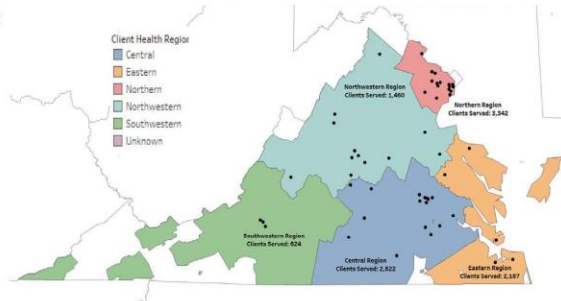 Client Health Region
Central
Eastern
Northern
Northwestern
Southwestern
Unknown
Northwestern Region
Clients Served: 1,460
Northern Region
Clients Served: 3,342
Southwestern Region
Clients Served: 624
Central Region
Clients Served: 2,822
Eastern Region
Clients Served: 2,187